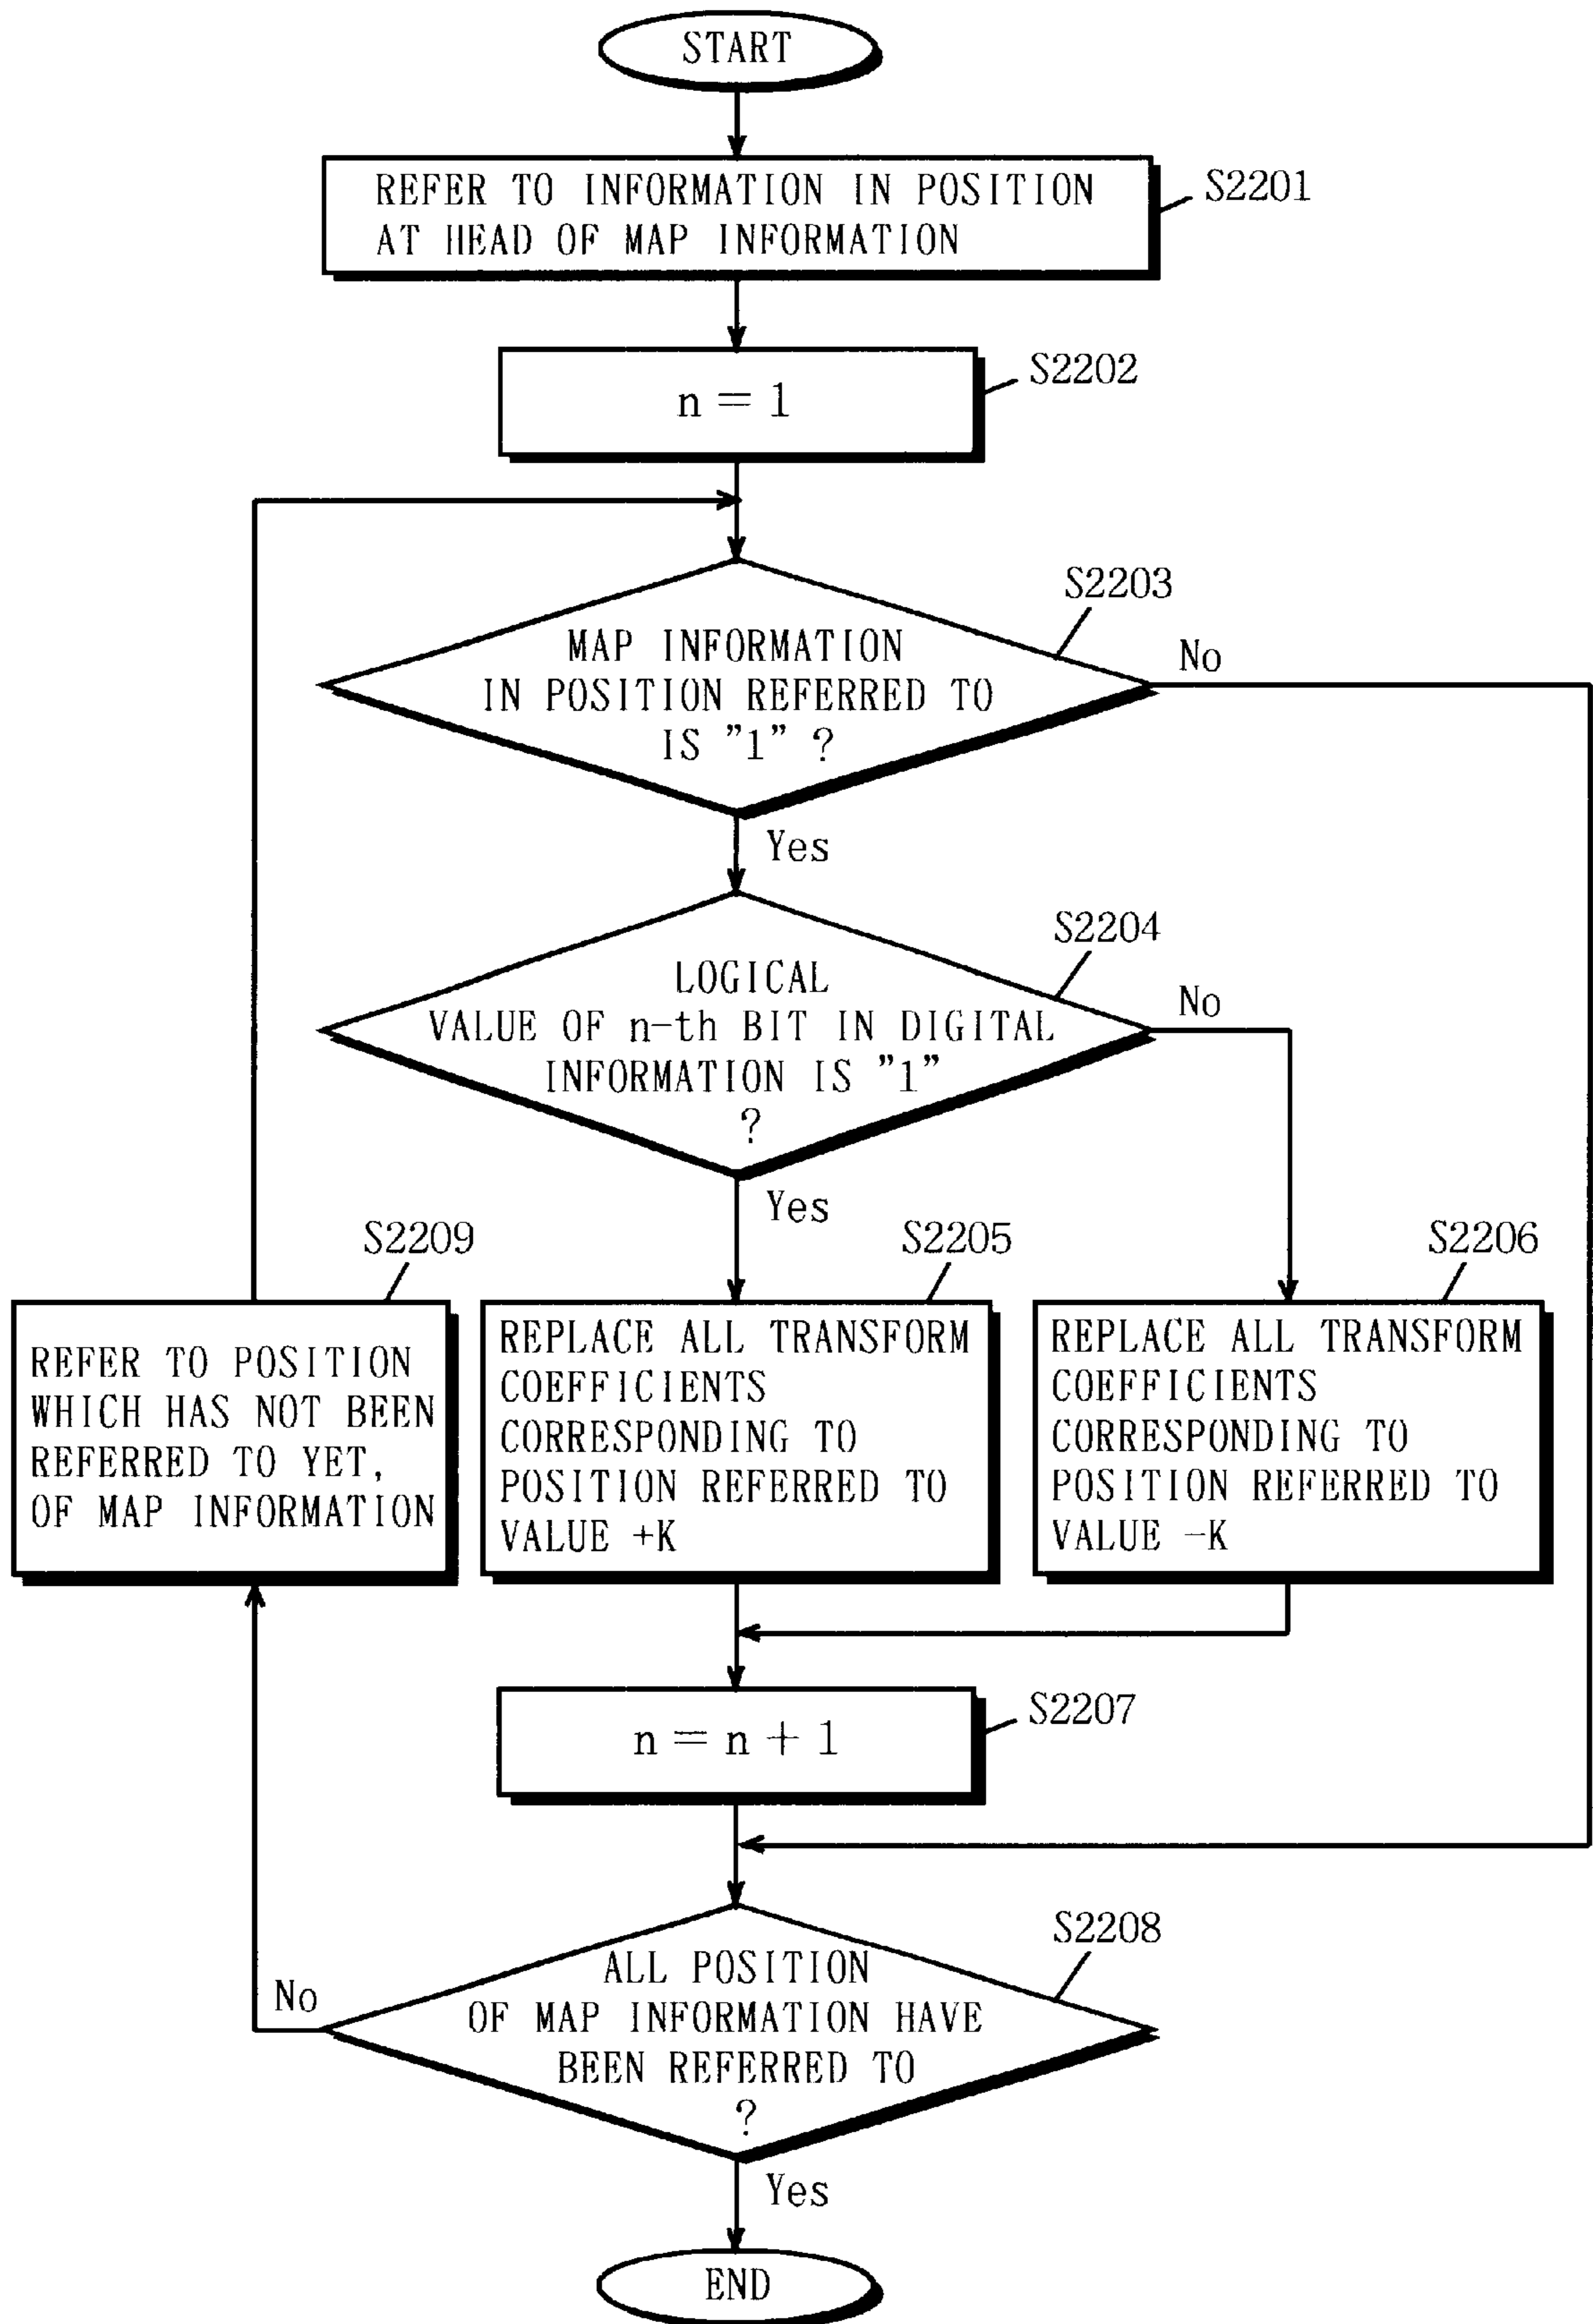 START
REFER TO INFORMATION IN POSITION
AT HEAD OF MAP INFORMATION
S2201
n = 1
S2202
S2203
MAP INFORMATION
IN POSITION REFERRED TO
IS "1" ?
No
Yes
S2204
LOGICAL
VALUE OF n-th BIT IN DIGITAL
INFORMATION IS "1"
?
No
Yes
S2209
REFER TO POSITION
WHICH HAS NOT BEEN
REFERRED TO YET,
OF MAP INFORMATION
S2205
REPLACE ALL TRANSFORM
COEFFICIENTS
CORRESPONDING TO
POSITION REFERRED TO
VALUE +K
S2206
REPLACE ALL TRANSFORM
COEFFICIENTS
CORRESPONDING TO
POSITION REFERRED TO
VALUE −K
n = n + 1
S2207
S2208
ALL POSITION
OF MAP INFORMATION HAVE
BEEN REFERRED TO
?
No
Yes
END